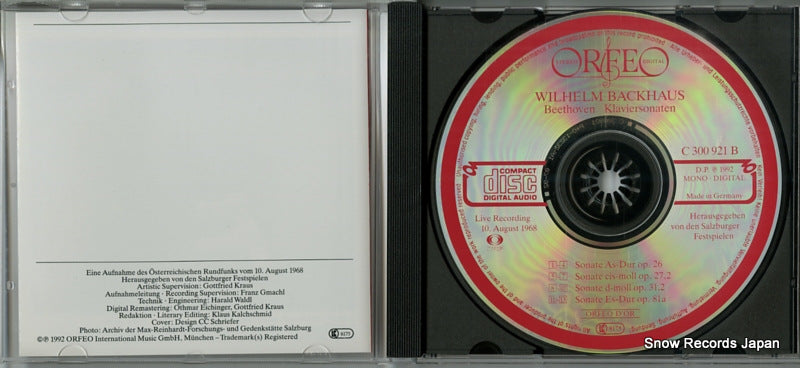 Eine Aufnahme des Österreichischen Rundfunks vom 10. August 1968
Herausgegeben von den Salzburger Festspielen
Artistic Supervision: Gottfried Kraus
Aufnahmeleitung · Recording Supervision: Franz Gmachl
Technik · Engineering: Harald Waldl
Digital Remastering: Othmar Eichinger, Gottfried Kraus
Redaktion · Literary Editing: Klaus Kalchschmid
Cover: Design CC Schriefer
Photo: Archiv der Max-Reinhardt-Forschungs- und Gedenkstätte Salzburg
©℗ 1992 ORFEO International Music GmbH, München – Trademark(s) Registered
STEREO ORFEO DIGITAL
WILHELM BACKHAUS
Beethoven · Klaviersonaten
C 300 921 B
COMPACT
disc
DIGITAL AUDIO
D.P. ℗ 1992
MONO · DIGITAL
Made in Germany
Live Recording
10. August 1968
Herausgegeben
von den Salzburger
Festspielen
Sonate As-Dur op. 26
Sonate cis-moll op. 27,2
Sonate d-moll op. 31,2
Sonate Es-Dur op. 81a
ORFEO D'OR
Snow Records Japan